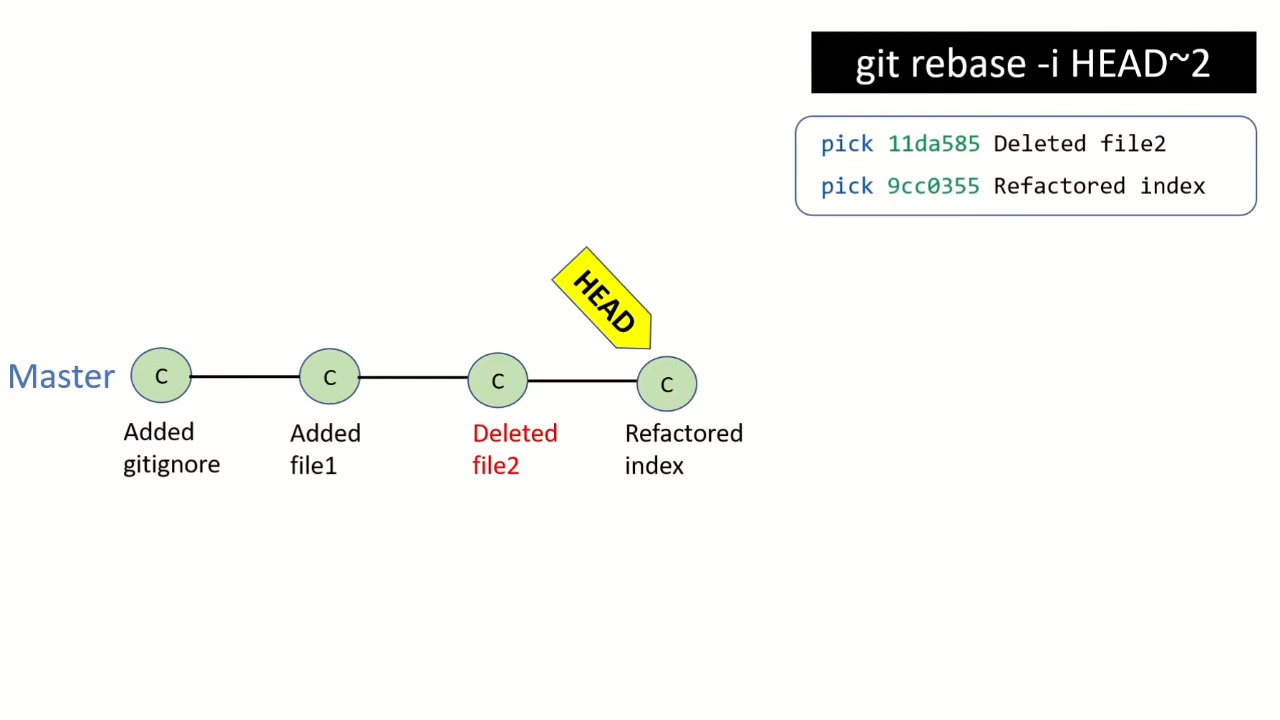 git rebase -i HEAD~2
pick 11da585 Deleted file2
pick 9cc0355 Refactored index
HEAD
Master
C
C
C
C
Added
gitignore
Added
file1
Deleted
file2
Refactored
index